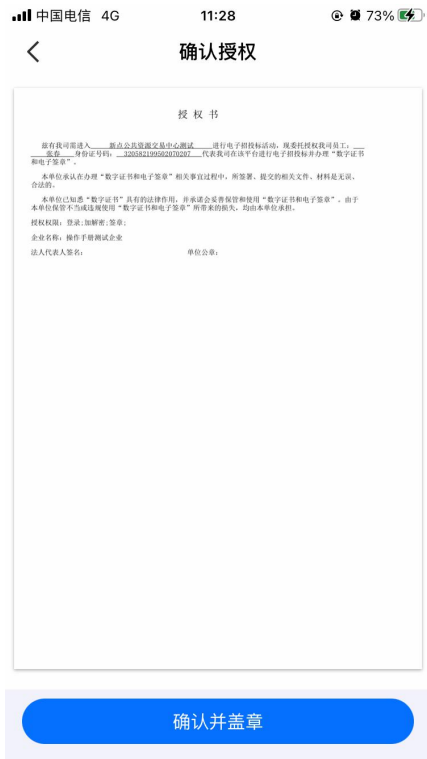 中国电信 4G 11:28 73%
确认授权
授 权 书
兹有我司需进入 新点公共资源交易中心测试 进行电子招投标活动，现委托授权我司员工：
张春 身份证号码： 320582199502070207 代表我司在该平台进行电子招投标并办理“数字证书
和电子签章”。
本单位承认在办理“数字证书和电子签章”相关事宜过程中，所签署、提交的相关文件、材料是无误、
合法的。
本单位已知悉“数字证书”具有的法律作用，并承诺会妥善保管和使用“数字证书和电子签章”。由于
本单位保管不当或违规使用“数字证书和电子签章”所带来的损失，均由本单位承担。
授权权限：登录;加解密;签章;
企业名称：操作手册测试企业
法人代表人签名： 单位公章：
确认并盖章